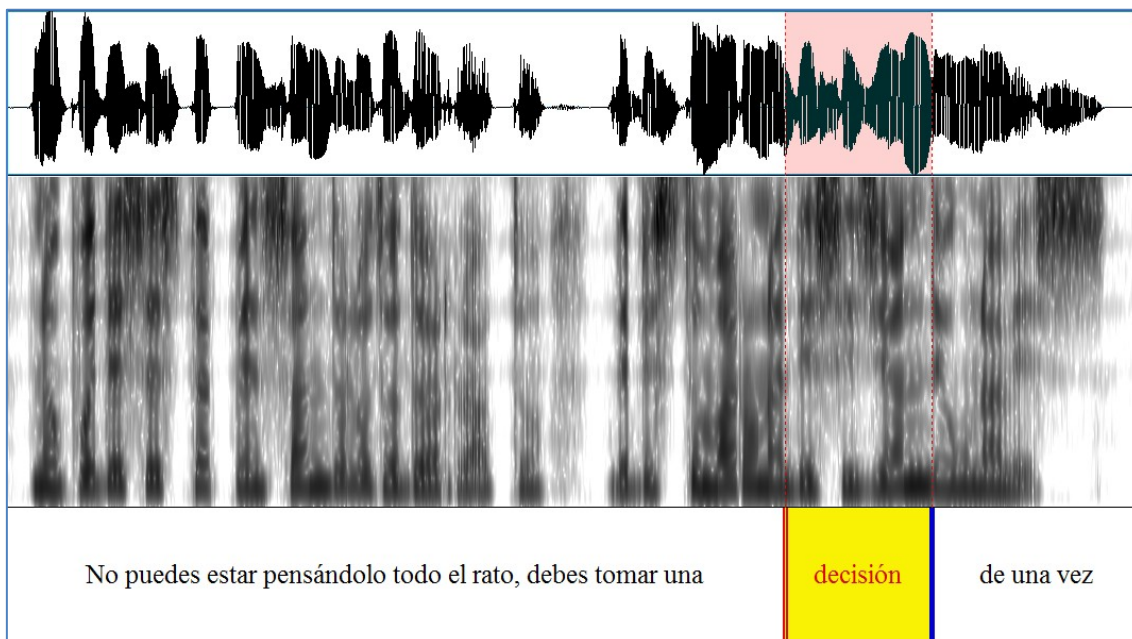 No puedes estar pensándolo todo el rato, debes tomar una decisión de una vez